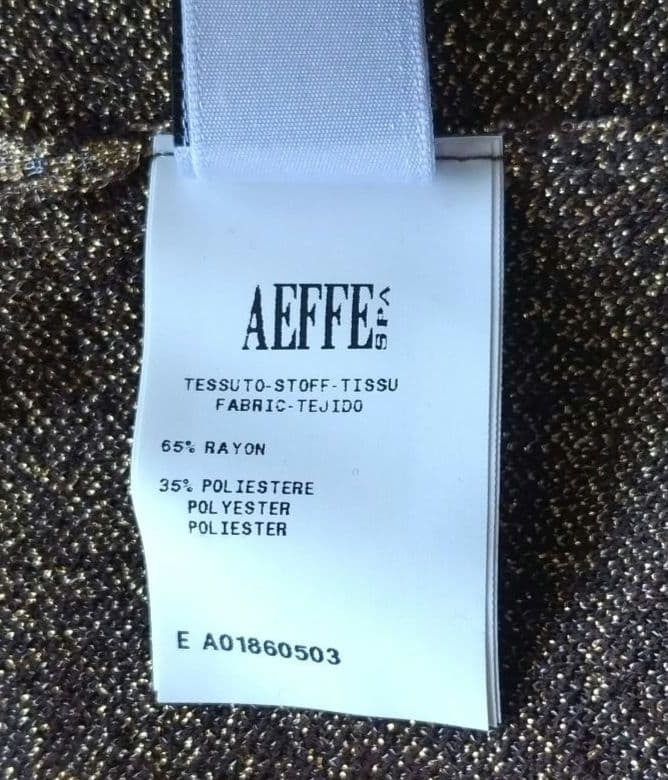 AEFFE SPA
TESSUTO-STOFF-TISSU
FABRIC-TEJIDO
65% RAYON
35% POLIESTERE
POLYESTER
POLIESTER
E A01860503